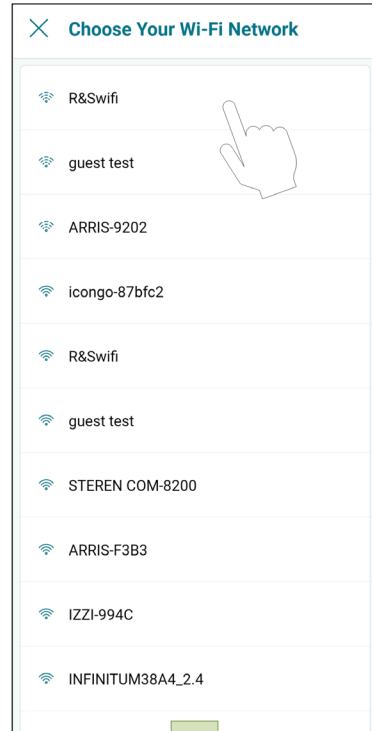 Choose Your Wi-Fi Network
R&Swifi
guest test
ARRIS-9202
icongo-87bfc2
R&Swifi
guest test
STEREN COM-8200
ARRIS-F3B3
IZZI-994C
INFINITUM38A4_2.4